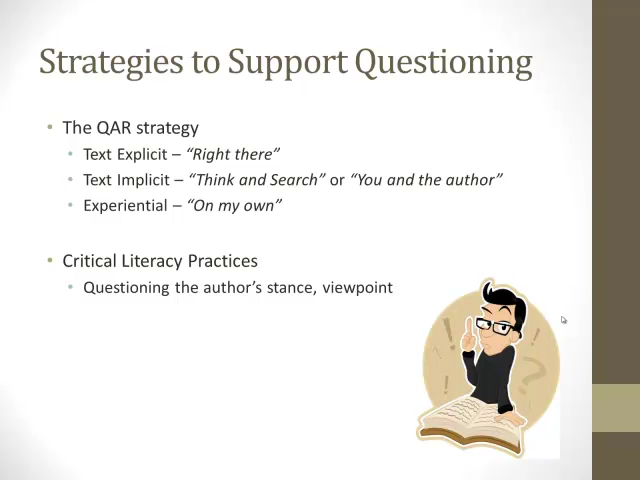 Strategies to Support Questioning
• The QAR strategy
• Text Explicit – “Right there”
• Text Implicit – “Think and Search” or “You and the author”
• Experiential – “On my own”
• Critical Literacy Practices
• Questioning the author’s stance, viewpoint